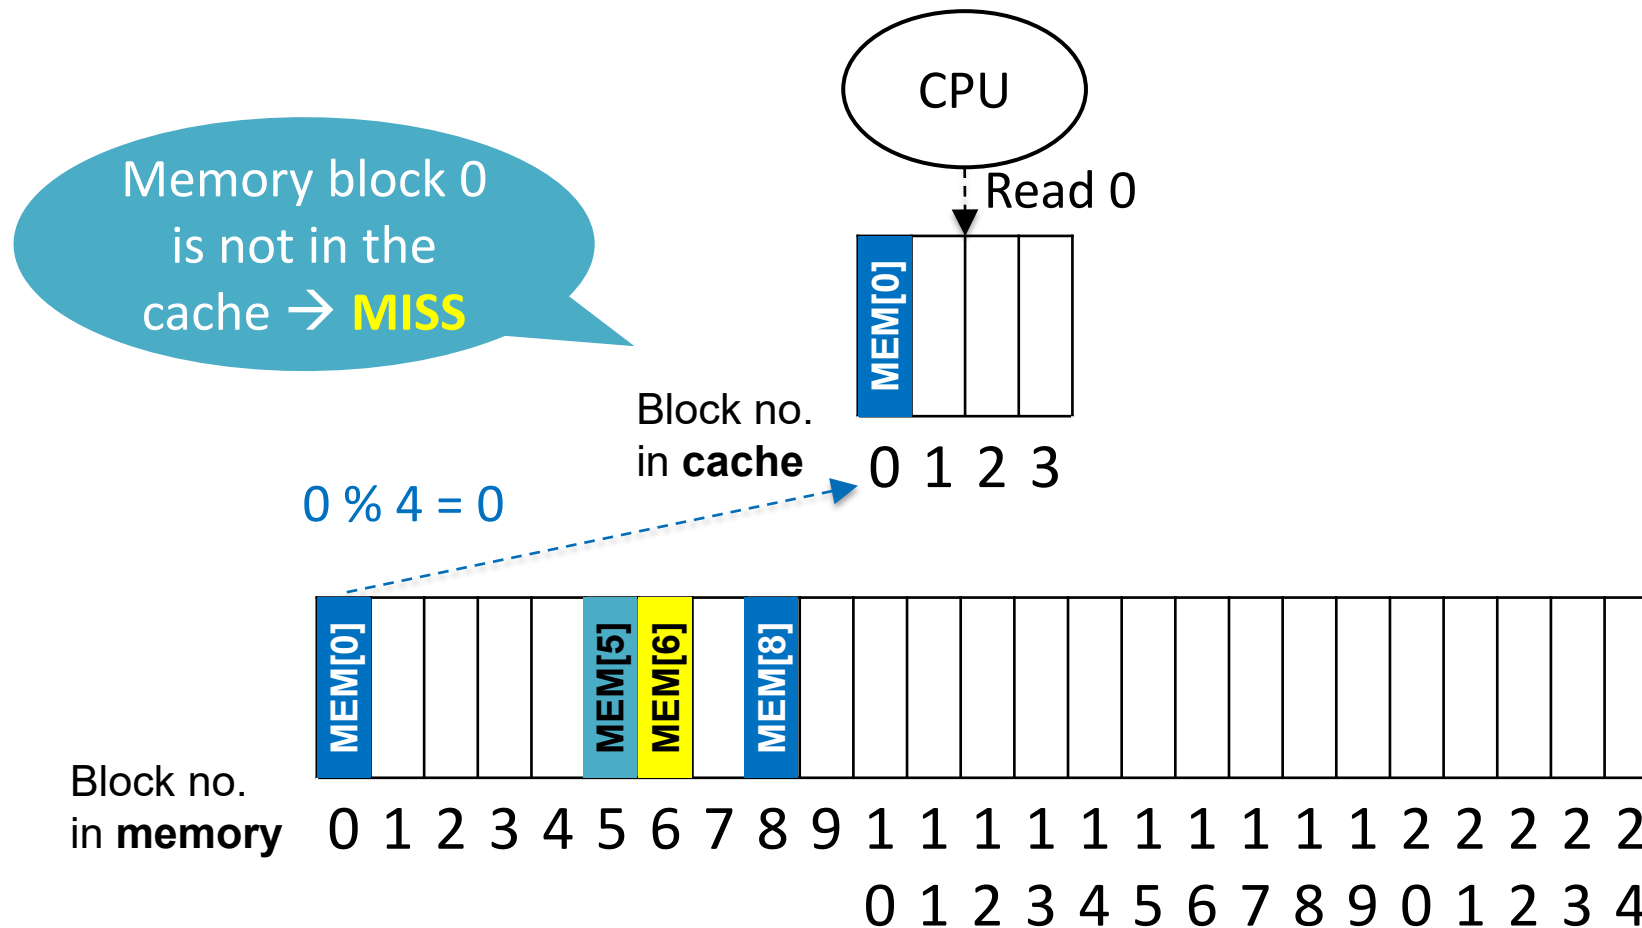 CPU
Read 0
Memory block 0
is not in the
cache → MISS
MEM[0]
Block no.
in cache
0 1 2 3
0 % 4 = 0
MEM[0] MEM[5] MEM[6] MEM[8]
Block no.
in memory
0 1 2 3 4 5 6 7 8 9 1 1 1 1 1 1 1 1 1 1 2 2 2 2 2
0 1 2 3 4 5 6 7 8 9 0 1 2 3 4